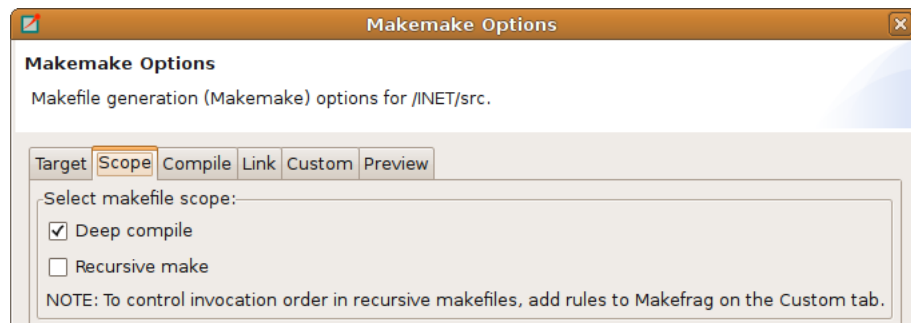 Makemake Options
Makemake Options
Makefile generation (Makemake) options for /INET/src.
Target Scope Compile Link Custom Preview
Select makefile scope:
Deep compile
Recursive make
NOTE: To control invocation order in recursive makefiles, add rules to Makefrag on the Custom tab.